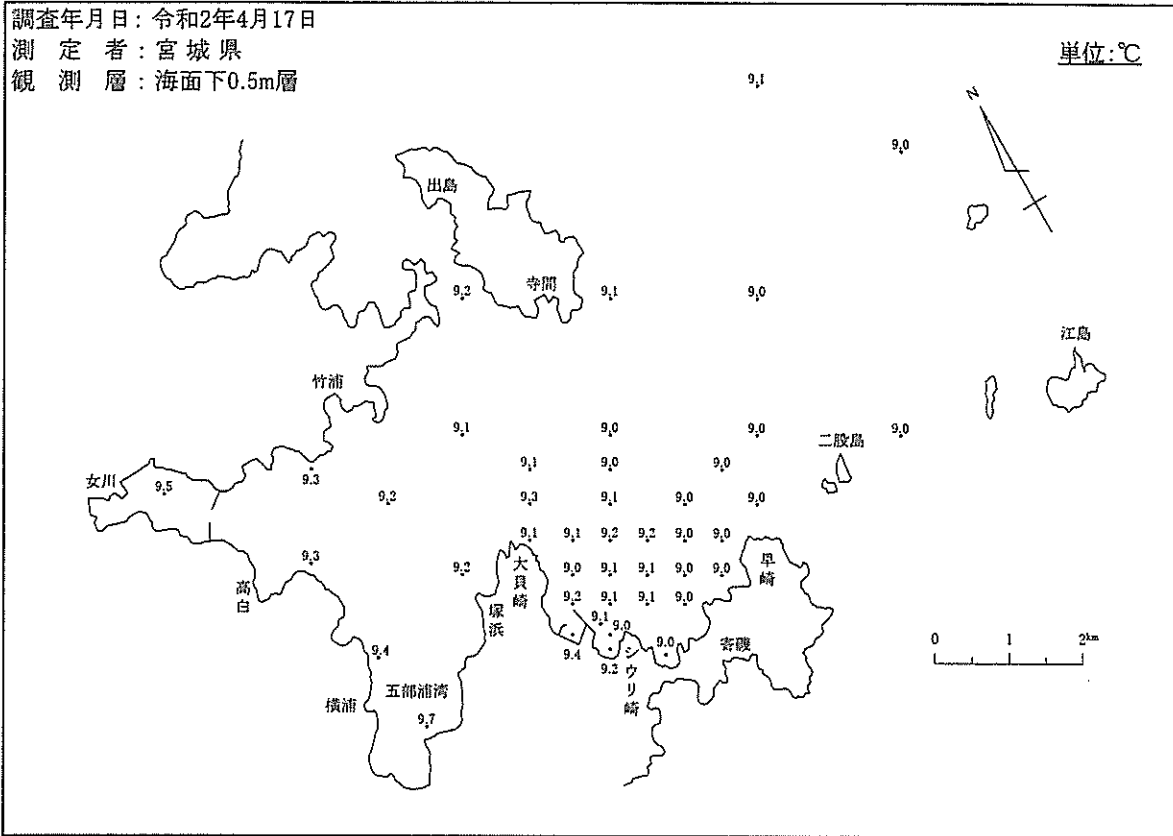 調査年月日：令和2年4月17日
測定者：宮城県
観測層：海面下0.5m層
単位：℃
9.1
N
9.0
出島
寺間
9.2
9.1
9.0
江島
竹浦
9.1
9.0
9.0
9.0
二股島
9.3
9.1
9.0
9.0
女川
9.5
9.2
9.3
9.1
9.0
9.0
9.1
9.1
9.2
9.2
9.0
9.0
9.3
高白
9.2
大貝崎
9.0
9.1
9.1
9.0
9.0
早崎
塚浜
9.2
9.1
9.1
9.0
9.1
9.0
9.4
9.4
9.2
シウリ崎
9.0
寄磯
0 1 2km
横浦
五部浦湾
9.7